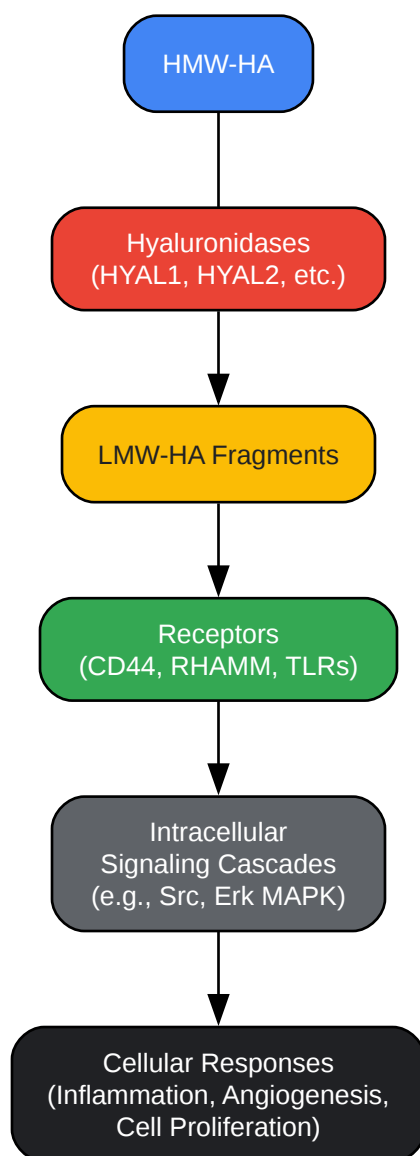 HMW-HA
Hyaluronidases
(HYAL1, HYAL2, etc.)
LMW-HA Fragments
Receptors
(CD44, RHAMM, TLRs)
Intracellular
Signaling Cascades
(e.g., Src, Erk MAPK)
Cellular Responses
(Inflammation, Angiogenesis,
Cell Proliferation)